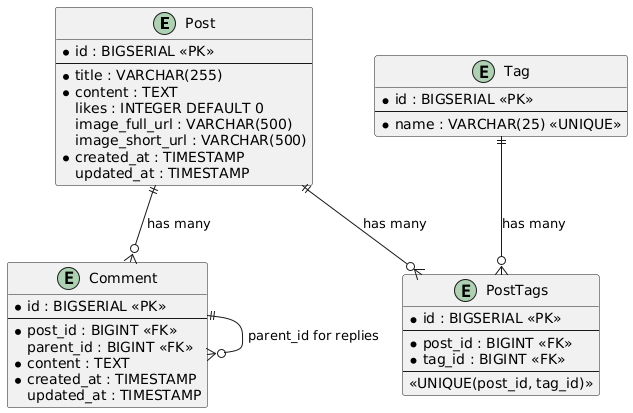 E Post
* id : BIGSERIAL «PK»
* title : VARCHAR(255)
* content : TEXT
likes : INTEGER DEFAULT 0
image_full_url : VARCHAR(500)
image_short_url : VARCHAR(500)
* created_at : TIMESTAMP
updated_at : TIMESTAMP
E Tag
* id : BIGSERIAL «PK»
* name : VARCHAR(25) «UNIQUE»
has many
has many
has many
E Comment
* id : BIGSERIAL «PK»
* post_id : BIGINT «FK»
parent_id : BIGINT «FK»
* content : TEXT
* created_at : TIMESTAMP
updated_at : TIMESTAMP
parent_id for replies
E PostTags
* id : BIGSERIAL «PK»
* post_id : BIGINT «FK»
* tag_id : BIGINT «FK»
«UNIQUE(post_id, tag_id)»